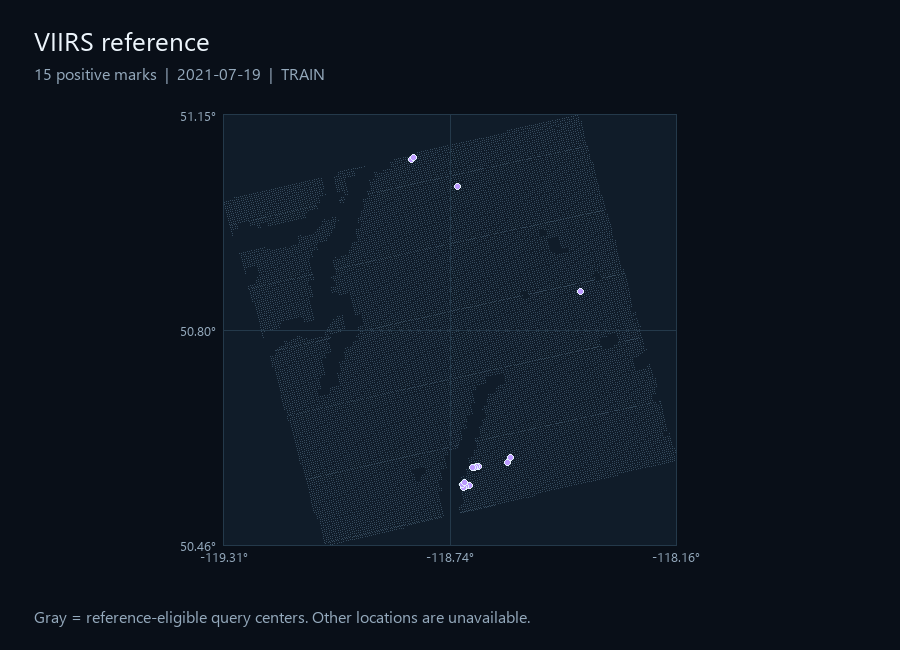 VIIRS reference
15 positive marks | 2021-07-19 | TRAIN
51.15°
50.80°
50.46°
-119.31°
-118.74°
-118.16°
Gray = reference-eligible query centers. Other locations are unavailable.